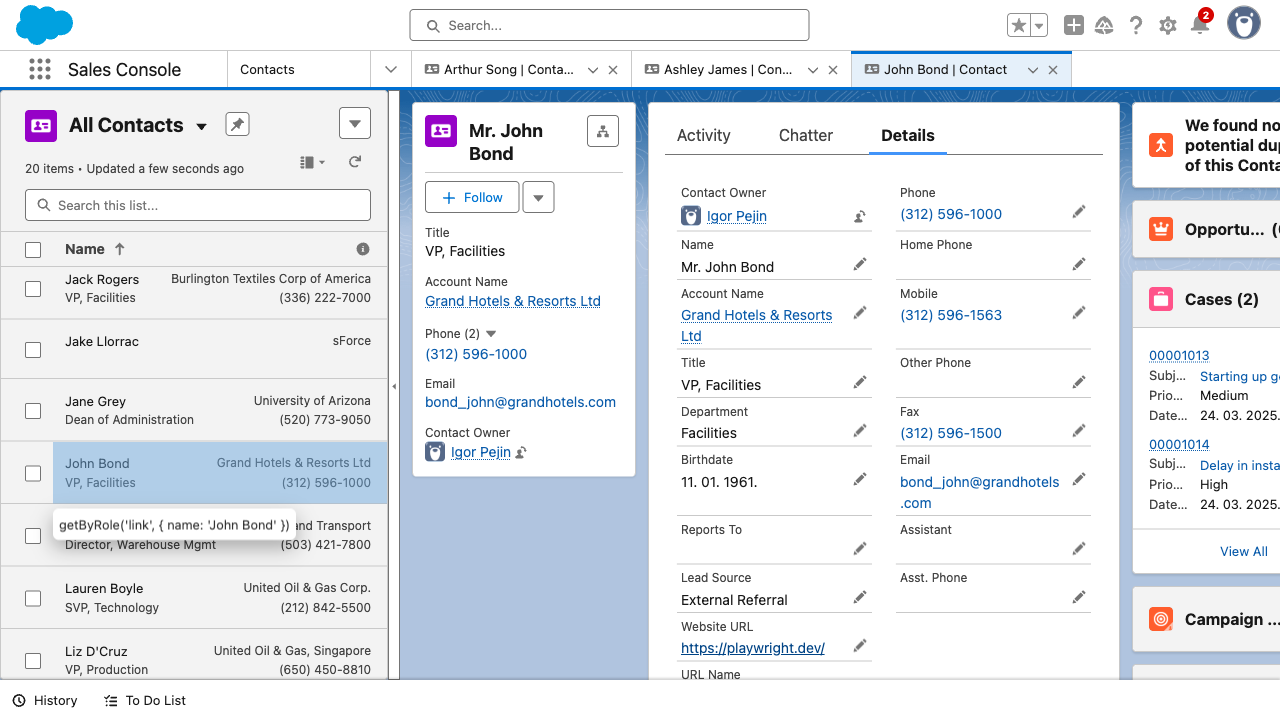 Search...
2
Sales Console
Contacts
Arthur Song | Conta...
Ashley James | Con...
John Bond | Contact
All Contacts
20 items • Updated a few seconds ago
Search this list...
Name
Jack Rogers
Burlington Textiles Corp of America
VP, Facilities
(336) 222-7000
Jake Llorrac
sForce
Jane Grey
University of Arizona
Dean of Administration
(520) 773-9050
John Bond
Grand Hotels & Resorts Ltd
VP, Facilities
(312) 596-1000
getByRole('link', { name: 'John Bond' })
and Transport
Director, Warehouse Mgmt
(503) 421-7800
Lauren Boyle
United Oil & Gas Corp.
SVP, Technology
(212) 842-5500
Liz D'Cruz
United Oil & Gas, Singapore
VP, Production
(650) 450-8810
Mr. John
Bond
Follow
Title
VP, Facilities
Account Name
Grand Hotels & Resorts Ltd
Phone (2)
(312) 596-1000
Email
bond_john@grandhotels.com
Contact Owner
Igor Pejin
Activity
Chatter
Details
Contact Owner
Igor Pejin
Phone
(312) 596-1000
Name
Mr. John Bond
Home Phone
Account Name
Grand Hotels & Resorts
Ltd
Mobile
(312) 596-1563
Title
VP, Facilities
Other Phone
Department
Facilities
Fax
(312) 596-1500
Birthdate
11. 01. 1961.
Email
bond_john@grandhotels
.com
Reports To
Assistant
Lead Source
External Referral
Asst. Phone
Website URL
https://playwright.dev/
URL Name
We found no
potential dup
of this Conta
Opportu... (
Cases (2)
00001013
Subj... Starting up ge
Prio... Medium
Date... 24. 03. 2025.
00001014
Subj... Delay in insta
Prio... High
Date... 24. 03. 2025.
View All
Campaign ...
History
To Do List